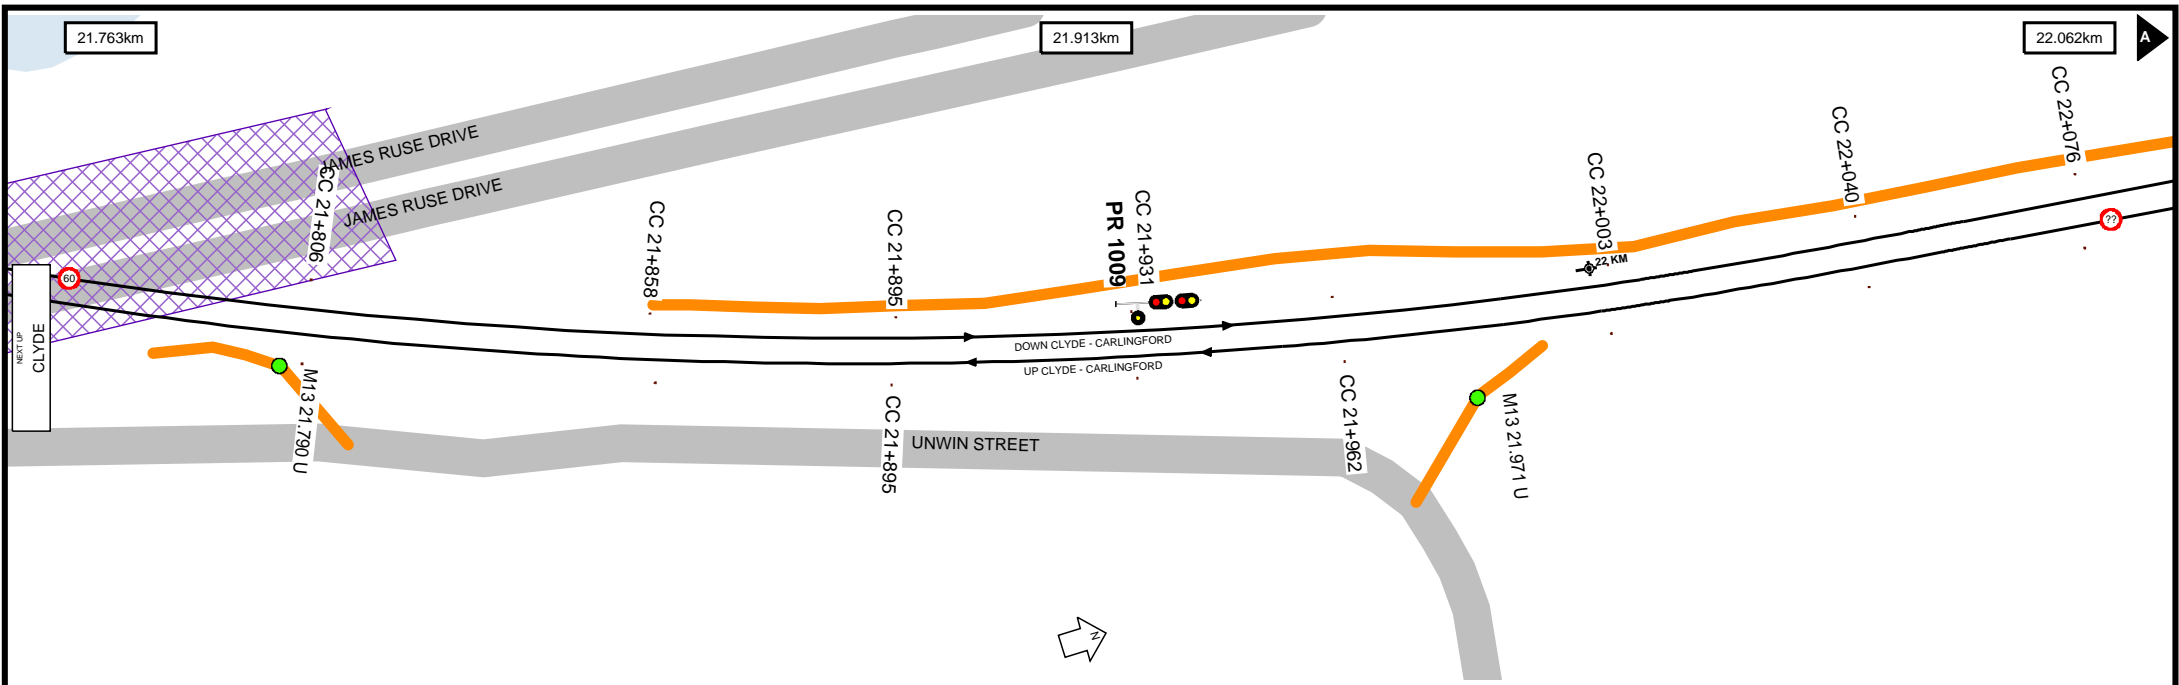 21.763km
21.913km
22.062km
A
JAMES RUSE DRIVE
JAMES RUSE DRIVE
CC 21+806
CC 21+858
CC 21+895
PR 1009
CC 21+931
CC 22+003
CC 22+040
CC 22+076
22 KM
60
??
NEXT UP
CLYDE
DOWN CLYDE - CARLINGFORD
UP CLYDE - CARLINGFORD
M13 21.790 U
CC 21+895
UNWIN STREET
CC 21+962
M13 21.971 U
N